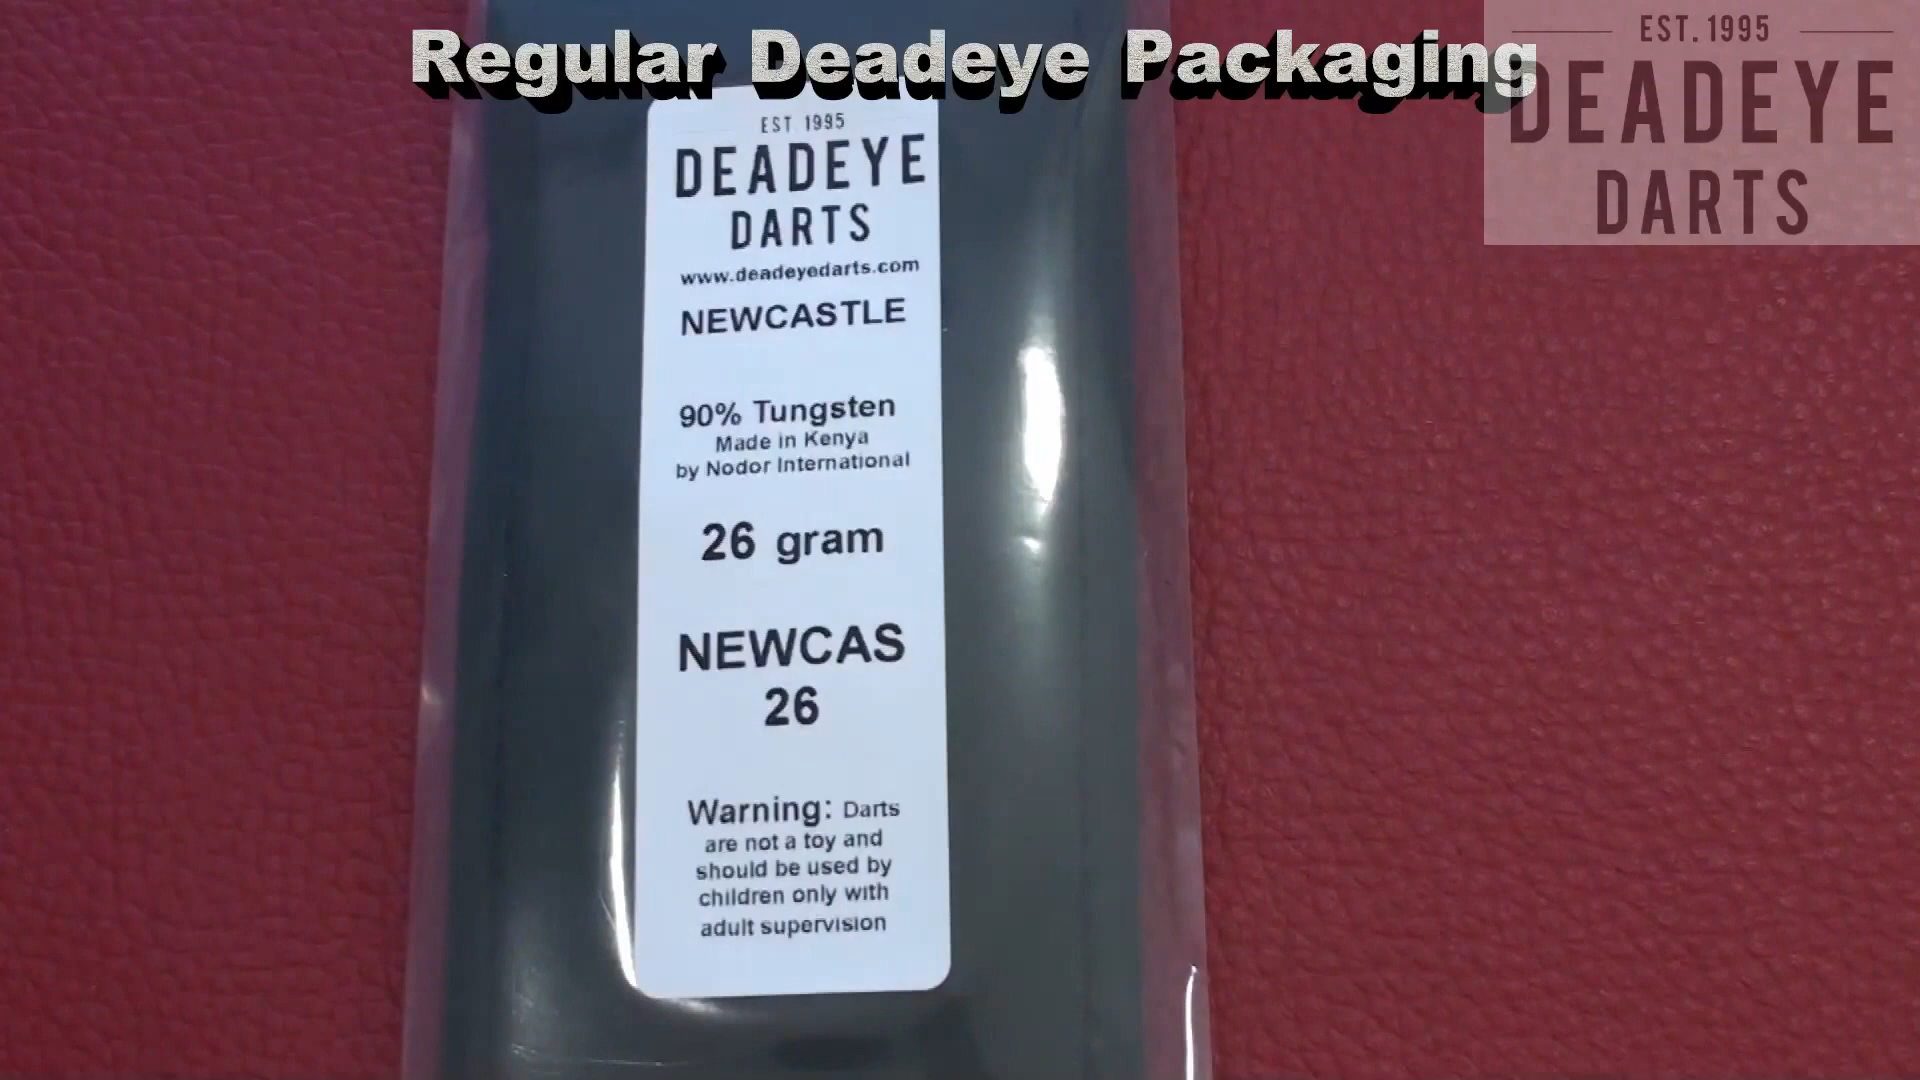 Regular Deadeye Packaging
EST. 1995
DEADEYE
DARTS
EST 1995
DEADEYE
DARTS
www.deadeyedarts.com
NEWCASTLE
90% Tungsten
Made in Kenya
by Nodor International
26 gram
NEWCAS
26
Warning: Darts
are not a toy and
should be used by
children only with
adult supervision